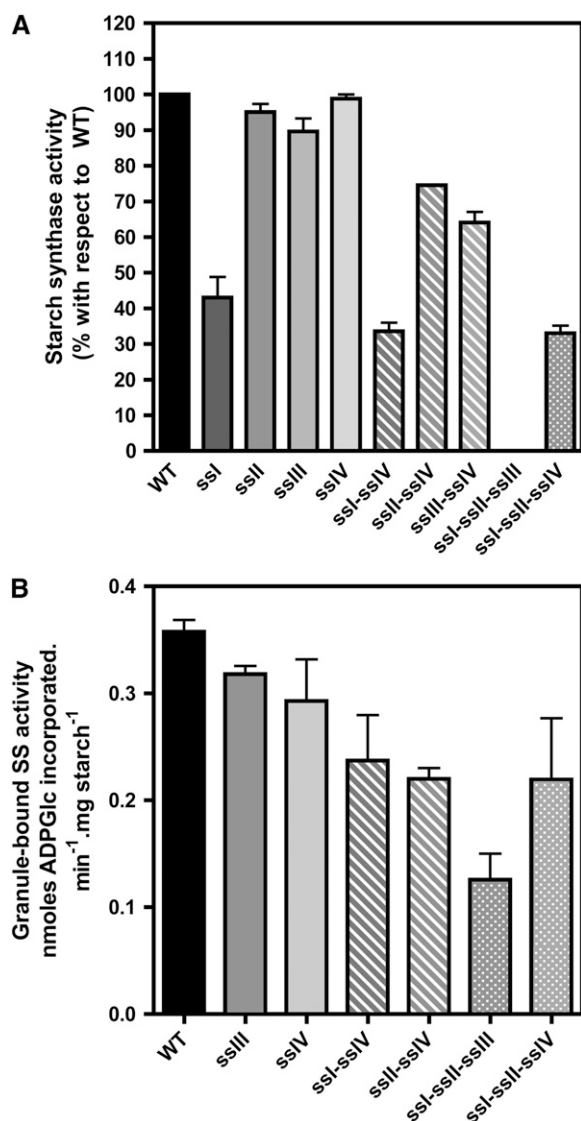 A
Starch synthase activity
(% with respect to WT)
120
110
100
90
80
70
60
50
40
30
20
10
0
WT
ssI
ssII
ssIII
ssIV
ssI-ssIV
ssII-ssIV
ssIII-ssIV
ssI-ssII-ssIII
ssI-ssII-ssIV
B
Granule-bound SS activity
nmoles ADPGlc incorporated.
min⁻¹.mg starch⁻¹
0.4
0.3
0.2
0.1
0.0
WT
ssIII
ssIV
ssI-ssIV
ssII-ssIV
ssI-ssII-ssIII
ssI-ssII-ssIV